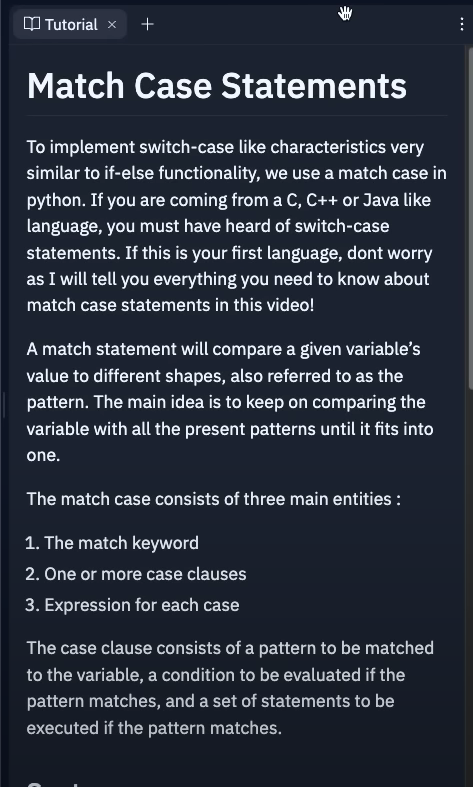 Tutorial
Match Case Statements
To implement switch-case like characteristics very
similar to if-else functionality, we use a match case in
python. If you are coming from a C, C++ or Java like
language, you must have heard of switch-case
statements. If this is your first language, dont worry
as I will tell you everything you need to know about
match case statements in this video!
A match statement will compare a given variable’s
value to different shapes, also referred to as the
pattern. The main idea is to keep on comparing the
variable with all the present patterns until it fits into
one.
The match case consists of three main entities :
1. The match keyword
2. One or more case clauses
3. Expression for each case
The case clause consists of a pattern to be matched
to the variable, a condition to be evaluated if the
pattern matches, and a set of statements to be
executed if the pattern matches.